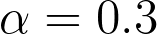 α = 0.3